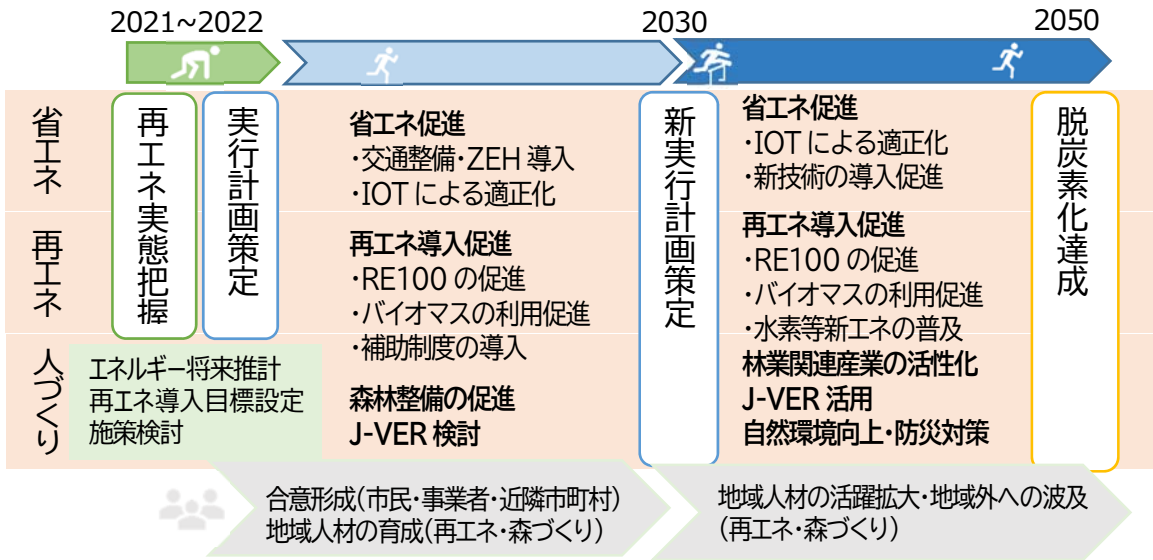 2021~2022
2030
2050
省エネ
再エネ
人づくり
再エネ実態把握
実行計画策定
エネルギー将来推計
再エネ導入目標設定
施策検討
省エネ促進
・交通整備・ZEH 導入
・IOT による適正化
再エネ導入促進
・RE100 の促進
・バイオマスの利用促進
・補助制度の導入
森林整備の促進
J-VER 検討
新実行計画策定
省エネ促進
・IOT による適正化
・新技術の導入促進
再エネ導入促進
・RE100 の促進
・バイオマスの利用促進
・水素等新エネの普及
林業関連産業の活性化
J-VER 活用
自然環境向上・防災対策
脱炭素化達成
合意形成(市民・事業者・近隣市町村)
地域人材の育成(再エネ・森づくり)
地域人材の活躍拡大・地域外への波及
(再エネ・森づくり)